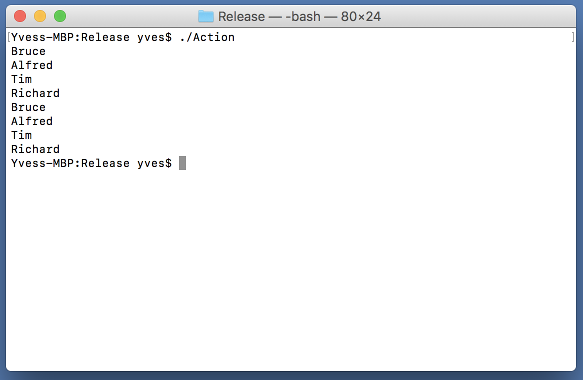 Release — -bash — 80×24
[Yvess-MBP:Release yves$ ./Action ]
Bruce
Alfred
Tim
Richard
Bruce
Alfred
Tim
Richard
Yvess-MBP:Release yves$